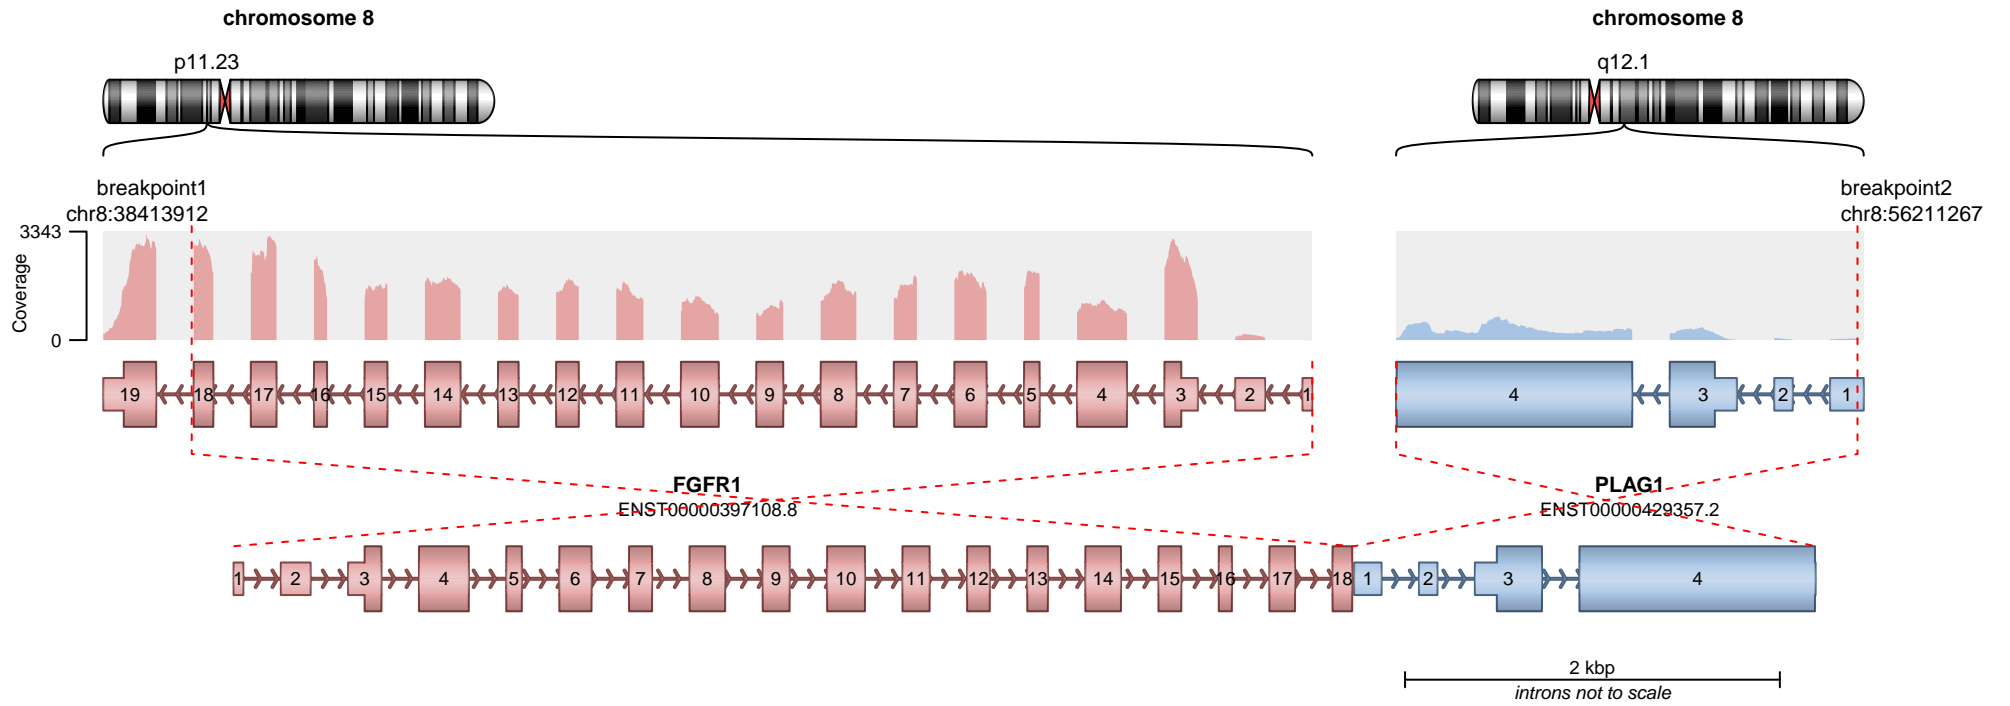 chromosome 8
chromosome 8
p11.23
q12.1
breakpoint1
chr8:38413912
breakpoint2
chr8:56211267
3343
Coverage
0
19 18 17 16 15 14 13 12 11 10 9 8 7 6 5 4 3 2 1
4 3 2 1
FGFR1
ENST00000397108.8
PLAG1
ENST00000429357.2
1 2 3 4 5 6 7 8 9 10 11 12 13 14 15 16 17 18 1 2 3 4
2 kbp
introns not to scale